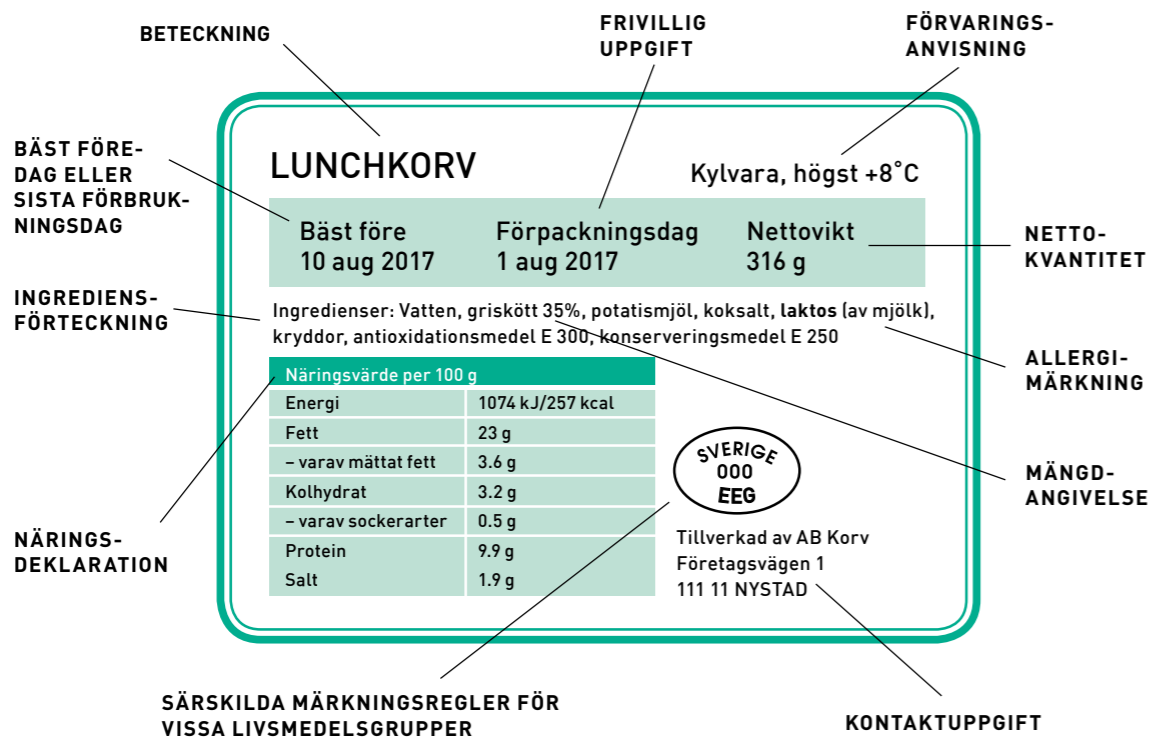 BETECKNING
FRIVILLIG
UPPGIFT
FÖRVARINGS-
ANVISNING
BÄST FÖRE-
DAG ELLER
SISTA FÖRBRUK-
NINGSDAG
LUNCHKORV
Kylvara, högst +8˚C
Bäst före
10 aug 2017
Förpackningsdag
1 aug 2017
Nettovikt
316 g
NETTO-
KVANTITET
INGREDIENS-
FÖRTECKNING
Ingredienser: Vatten, griskött 35%, potatismjöl, koksalt, laktos (av mjölk),
kryddor, antioxidationsmedel E 300, konserveringsmedel E 250
ALLERGI-
MÄRKNING
Näringsvärde per 100 g
Energi 1074 kJ/257 kcal
Fett 23 g
– varav mättat fett 3.6 g
Kolhydrat 3.2 g
– varav sockerarter 0.5 g
Protein 9.9 g
Salt 1.9 g
SVERIGE
000
EEG
MÄNGD-
ANGIVELSE
NÄRINGS-
DEKLARATION
Tillverkad av AB Korv
Företagsvägen 1
111 11 NYSTAD
SÄRSKILDA MÄRKNINGSREGLER FÖR
VISSA LIVSMEDELSGRUPPER
KONTAKTUPPGIFT